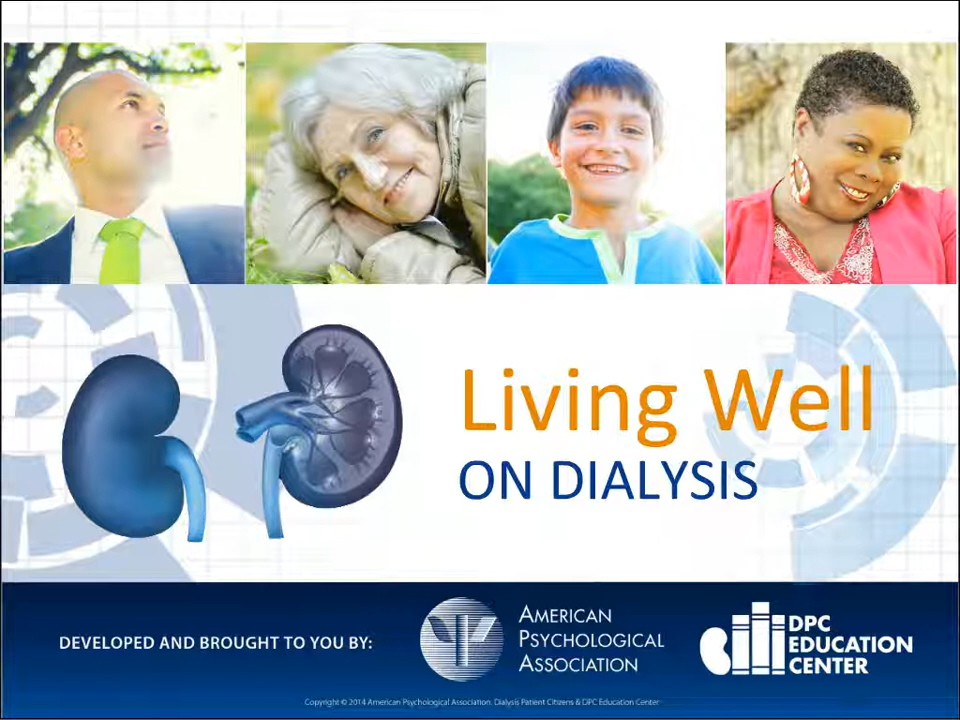 Living Well
ON DIALYSIS
DEVELOPED AND BROUGHT TO YOU BY:
AMERICAN
PSYCHOLOGICAL
ASSOCIATION
DPC
EDUCATION
CENTER
Copyright © 2014 American Psychological Association, Dialysis Patient Citizens & DPC Education Center